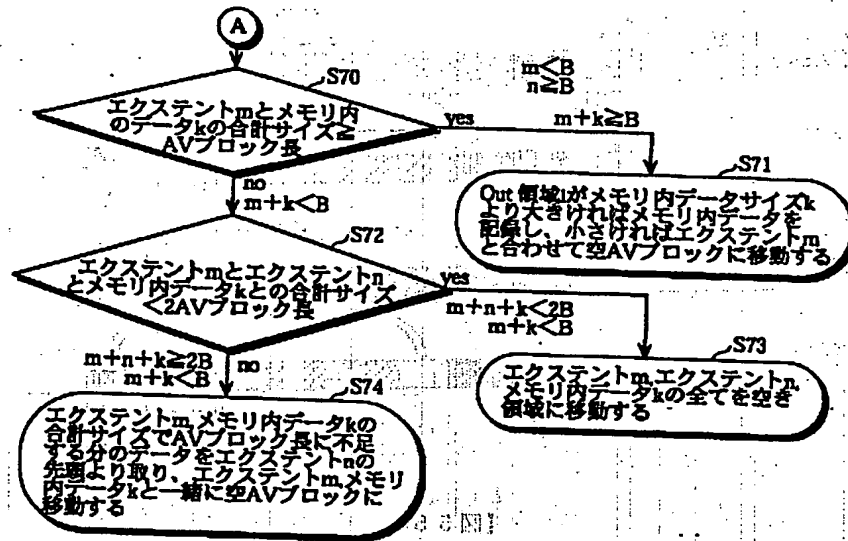 A
S70
m<B
n≧B
エクステントmとメモリ内
のデータkの合計サイズ≧
AVブロック長
yes
m+k≧B
S71
Out 領域iがメモリ内データサイズk
より大きければメモリ内データを
記録し、小さければエクステントm
と合わせて空AVブロックに移動する
no
m+k<B
S72
エクステントmとエクステントn
とメモリ内データkとの合計サイズ
<2AVブロック長
yes
m+n+k<2B
m+k<B
S73
エクステントm,エクステントn,
メモリ内データkの全てを空き
領域に移動する
m+n+k≧2B
m+k<B
no
S74
エクステントm,メモリ内データkの
合計サイズでAVブロック長に不足
する分のデータをエクステントnの
先頭より取り、エクステントm,メモリ
内データkと一緒に空AVブロックに
移動する